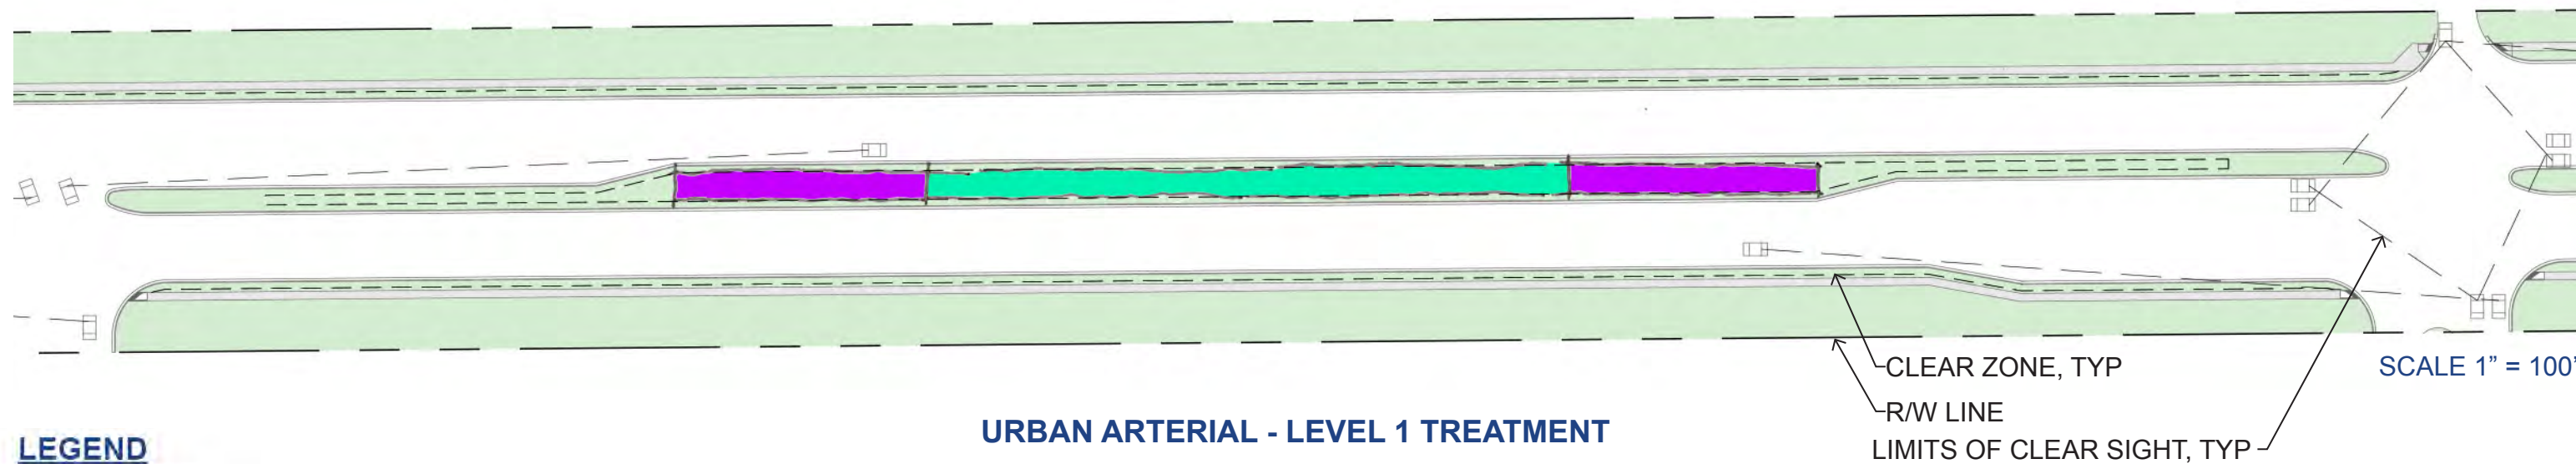 CLEAR ZONE, TYP
SCALE 1” = 100’
R/W LINE
URBAN ARTERIAL - LEVEL 1 TREATMENT
LIMITS OF CLEAR SIGHT, TYP
LEGEND